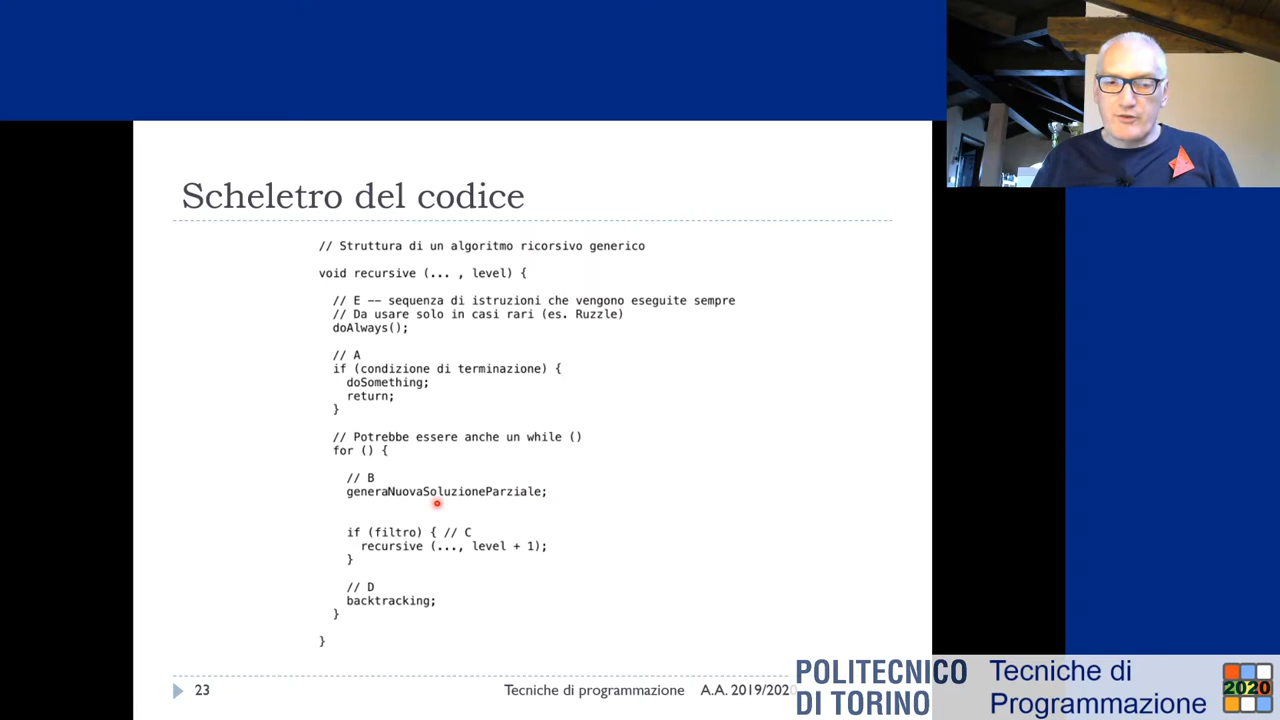 Scheletro del codice
// Struttura di un algoritmo ricorsivo generico
void recursive (... , level) {
// E -- sequenza di istruzioni che vengono eseguite sempre
// Da usare solo in casi rari (es. Ruzzle)
doAlways();
// A
if (condizione di terminazione) {
doSomething;
return;
}
// Potrebbe essere anche un while ()
for () {
// B
generaNuovaSoluzioneParziale;
if (filtro) { // C
recursive (..., level + 1);
}
// D
backtracking;
}
}
23
Tecniche di programmazione A.A. 2019/2020
POLITECNICO
DI TORINO
Tecniche di
Programmazione
2020